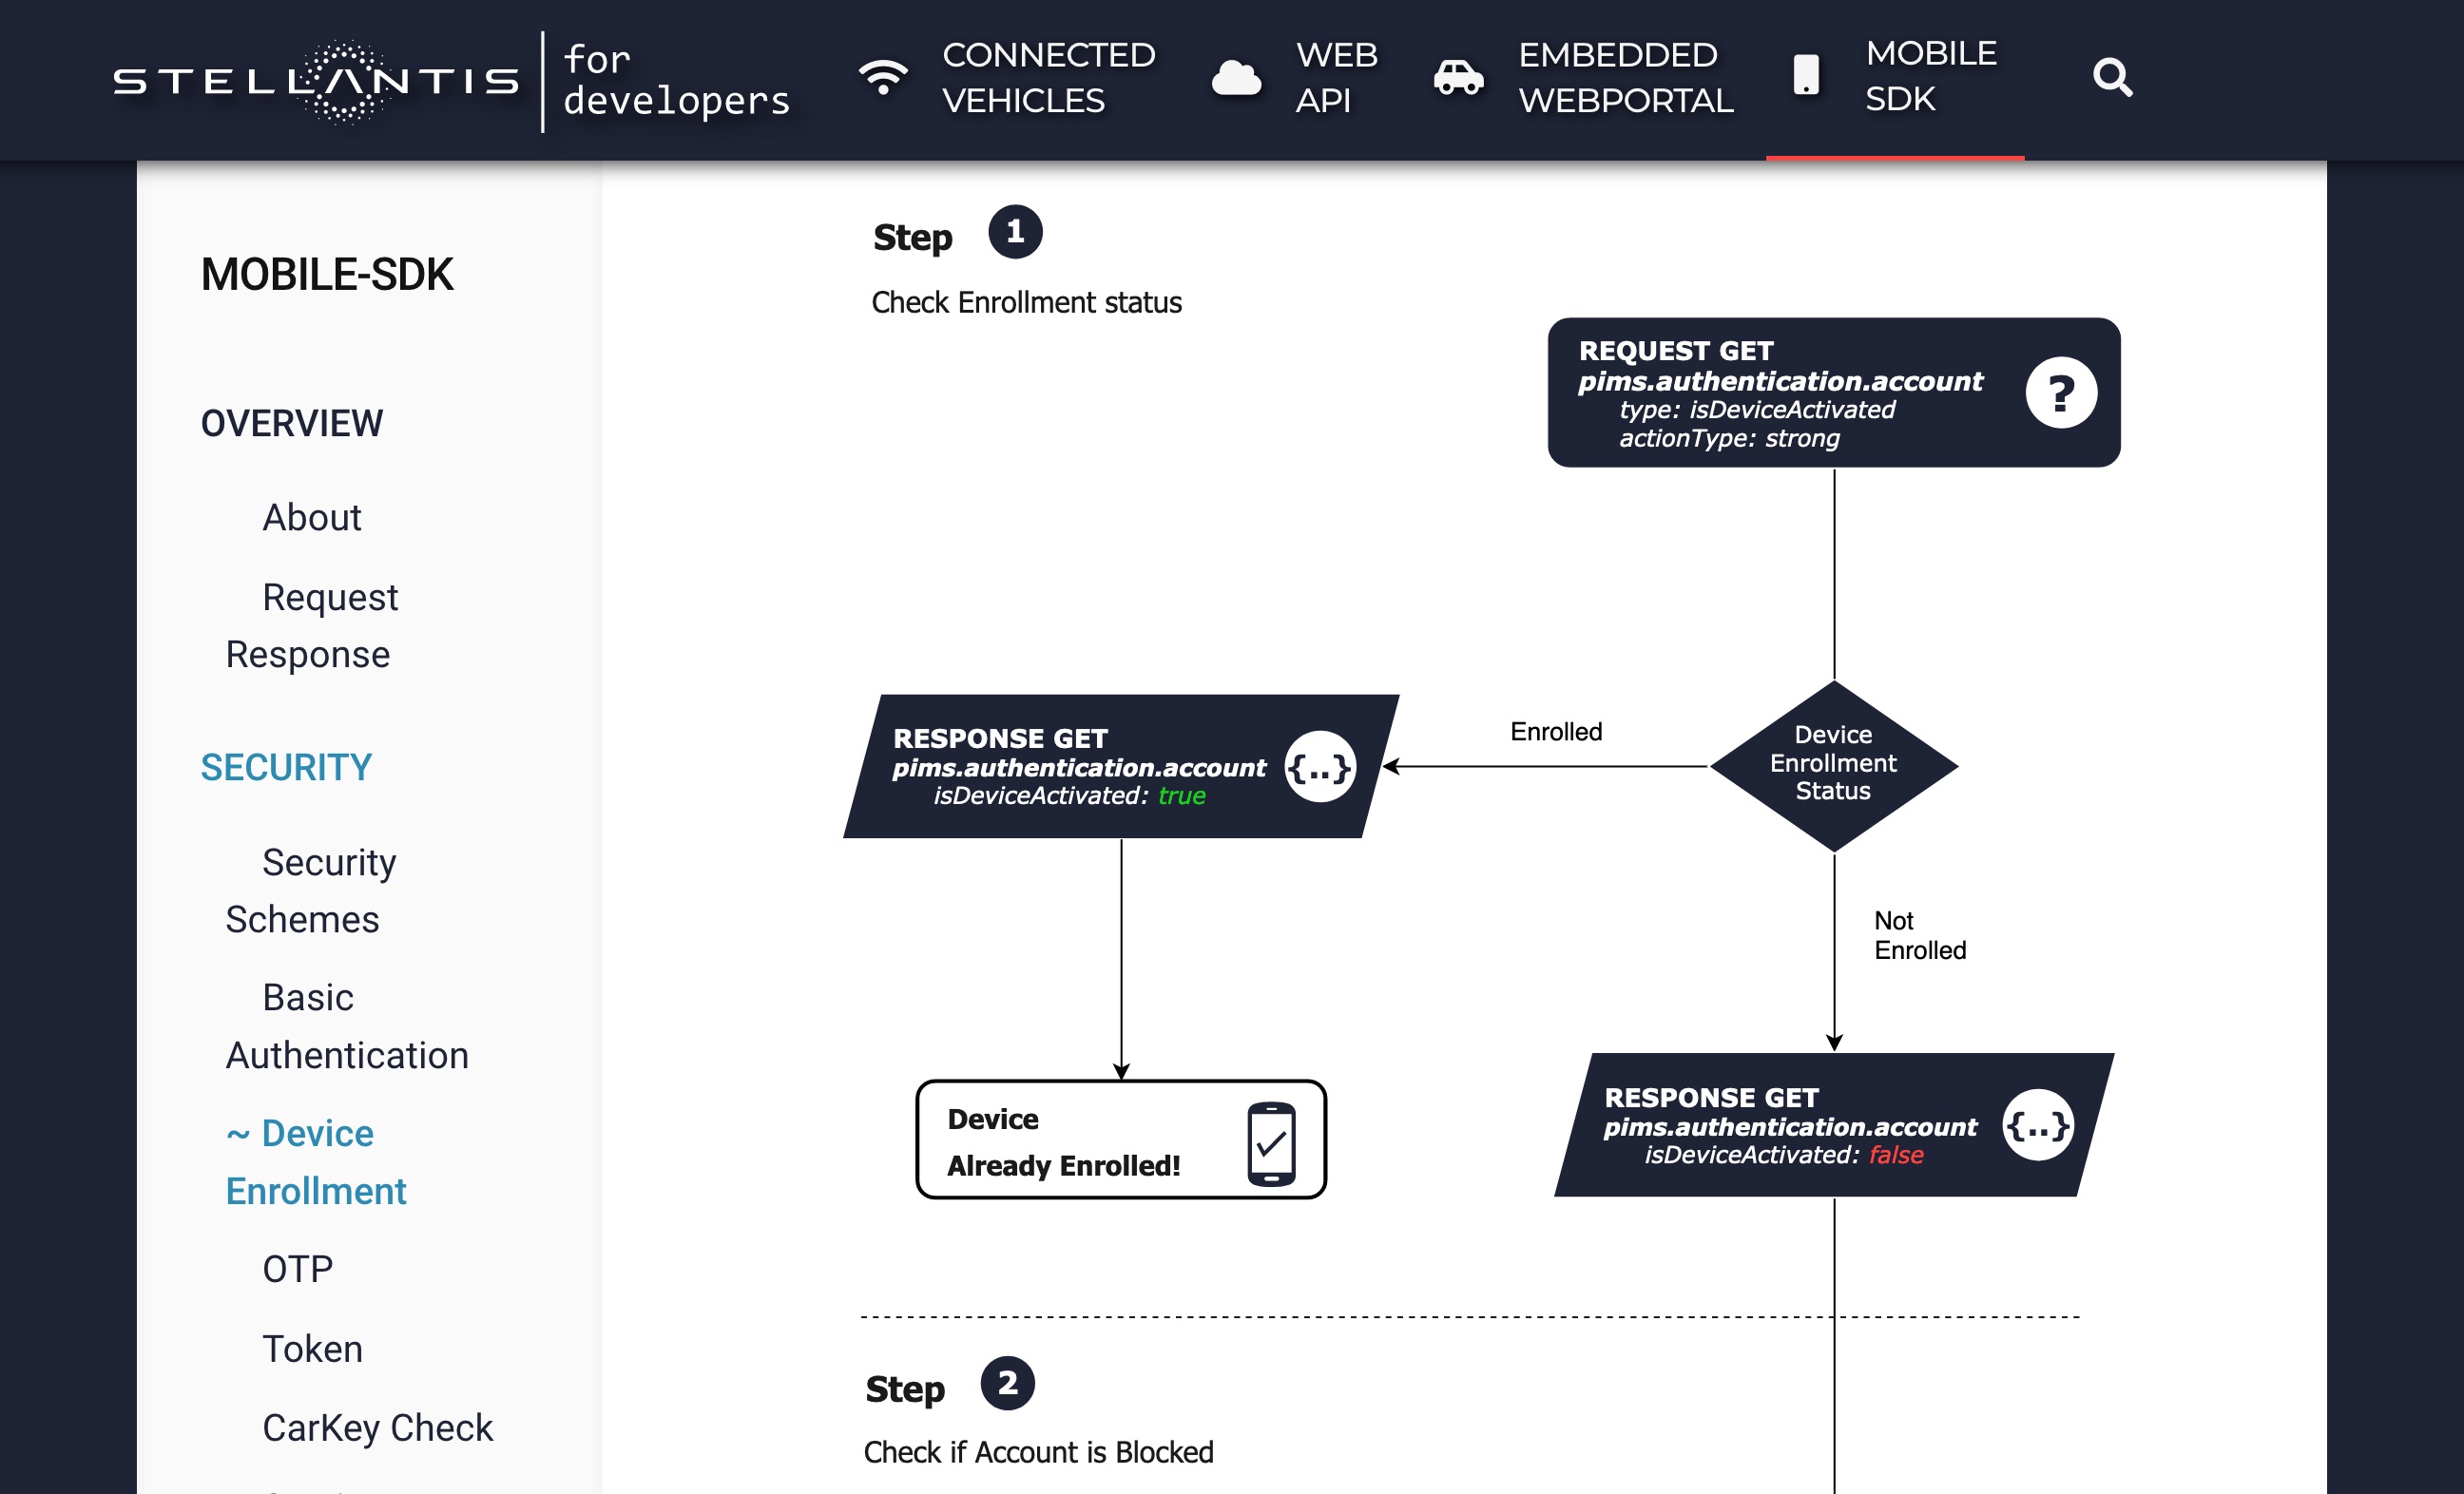 STELLANTIS
for
developers
CONNECTED
VEHICLES
WEB
API
EMBEDDED
WEBPORTAL
MOBILE
SDK
MOBILE-SDK
OVERVIEW
About
Request
Response
SECURITY
Security
Schemes
Basic
Authentication
~ Device
Enrollment
OTP
Token
CarKey Check
Step 1
Check Enrollment status
REQUEST GET
pims.authentication.account
type: isDeviceActivated
actionType: strong
?
Device
Enrollment
Status
Enrolled
RESPONSE GET
pims.authentication.account
isDeviceActivated: true
{..}
Not
Enrolled
Device
Already Enrolled!
RESPONSE GET
pims.authentication.account
isDeviceActivated: false
{..}
Step 2
Check if Account is Blocked